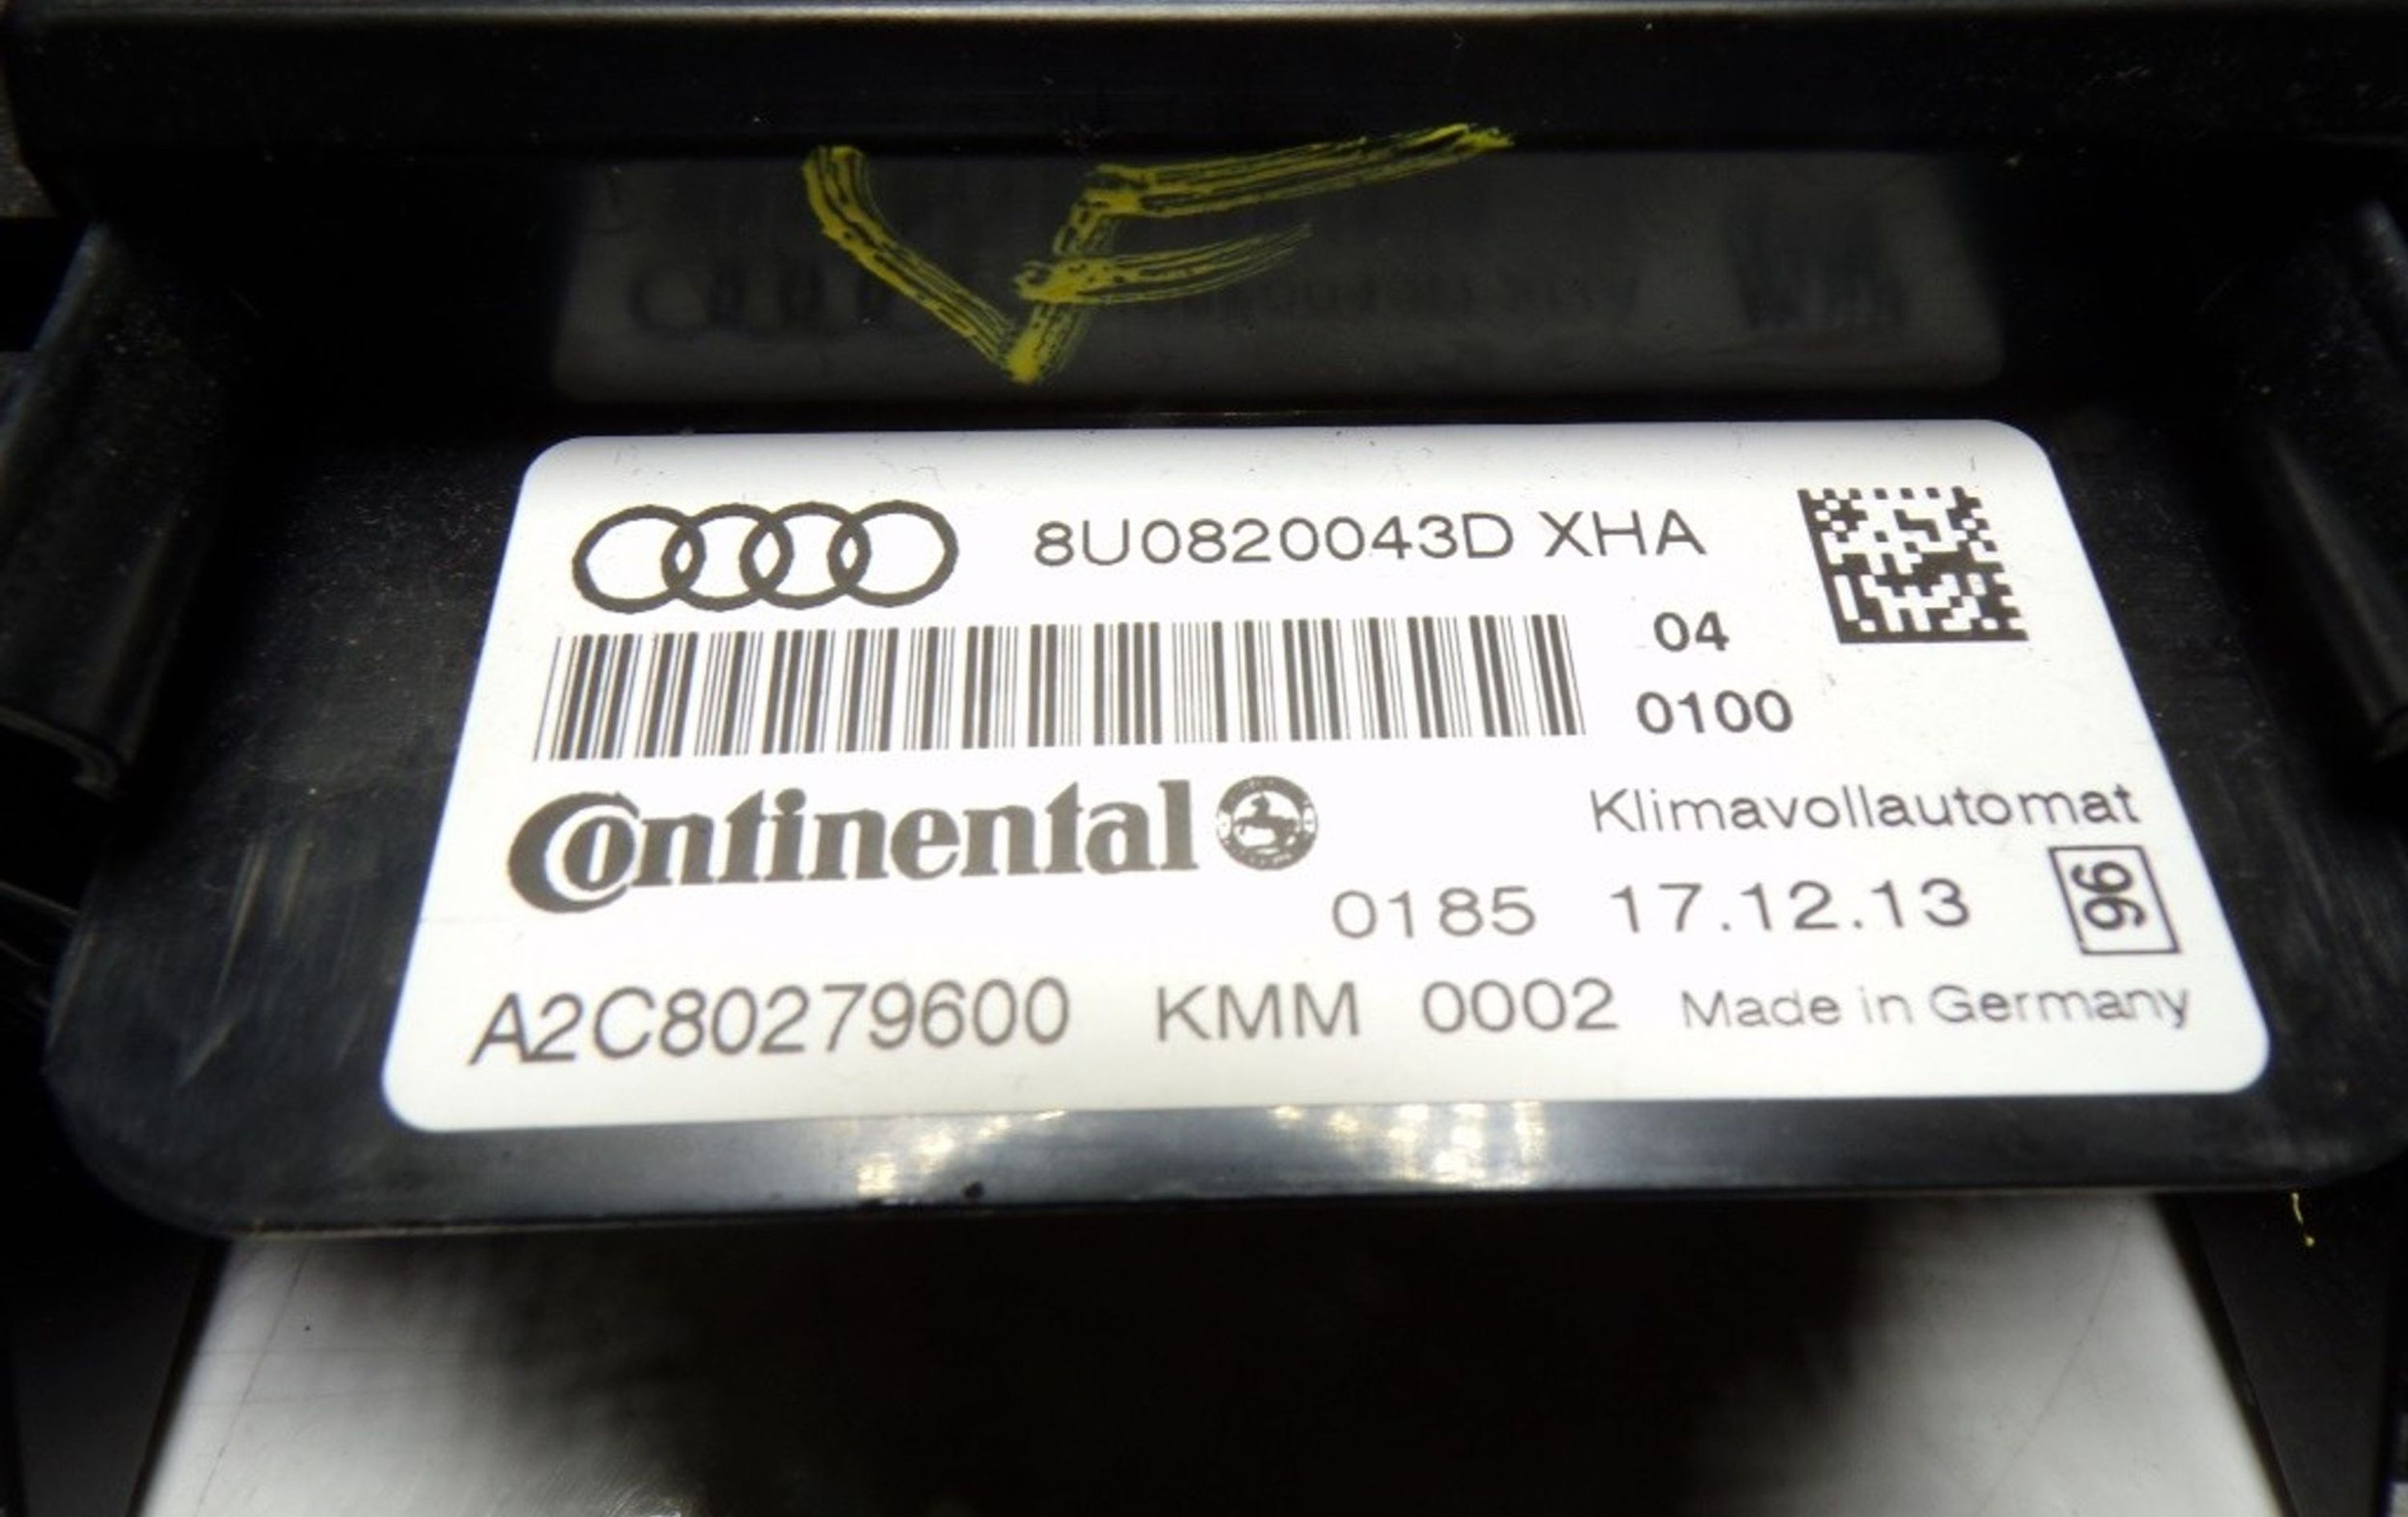 8U0820043D XHA
04
0100
Continental
Klimavollautomat
0185 17.12.13 96
A2C80279600 KMM 0002 Made in Germany